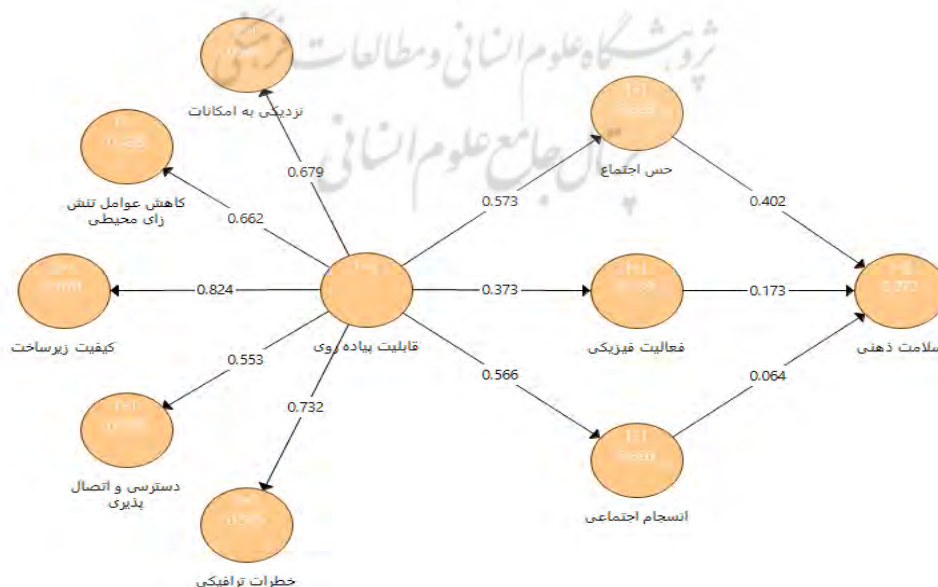 پژوهشگاه علوم انسانی و مطالعات فرهنگی
پرتال جامع علوم انسانی
نزدیکی به امکانات
0.679
کاهش عوامل تنش
زای محیطی
0.662
حس اجتماع
0.573
0.402
کیفیت زیرساخت
0.824
قابلیت پیاده روی
0.373
فعالیت فیزیکی
0.173
سلامت ذهنی
0.553
0.732
0.566
0.064
دسترسی و اتصال
پذیری
انسجام اجتماعی
خطرات ترافیکی